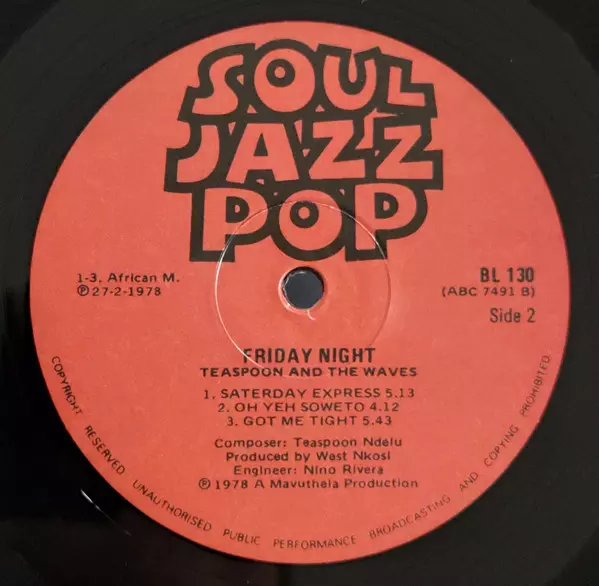 SOUL
JAZZ
POP
1-3, African M.
℗27-2-1978
BL 130
(ABC 7491 B)
Side 2
FRIDAY NIGHT
TEASPOON AND THE WAVES
1. SATERDAY EXPRESS 5.13
2. OH YEH SOWETO 4.12
3. GOT ME TIGHT 5.43
Composer: Teaspoon Ndelu
Produced by West Nkosi
Engineer: Nino Rivera
℗ 1978 A Mavuthela Production
COPYRIGHT RESERVED. UNAUTHORISED PUBLIC PERFORMANCE BROADCASTING AND COPYING PROHIBITED.